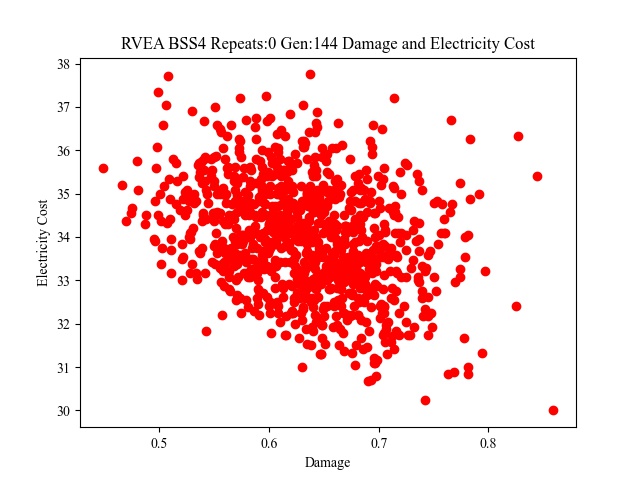 RVEA BSS4 Repeats:0 Gen:144 Damage and Electricity Cost
38
37
36
35
34
33
32
31
30
Electricity Cost
0.5 0.6 0.7 0.8
Damage